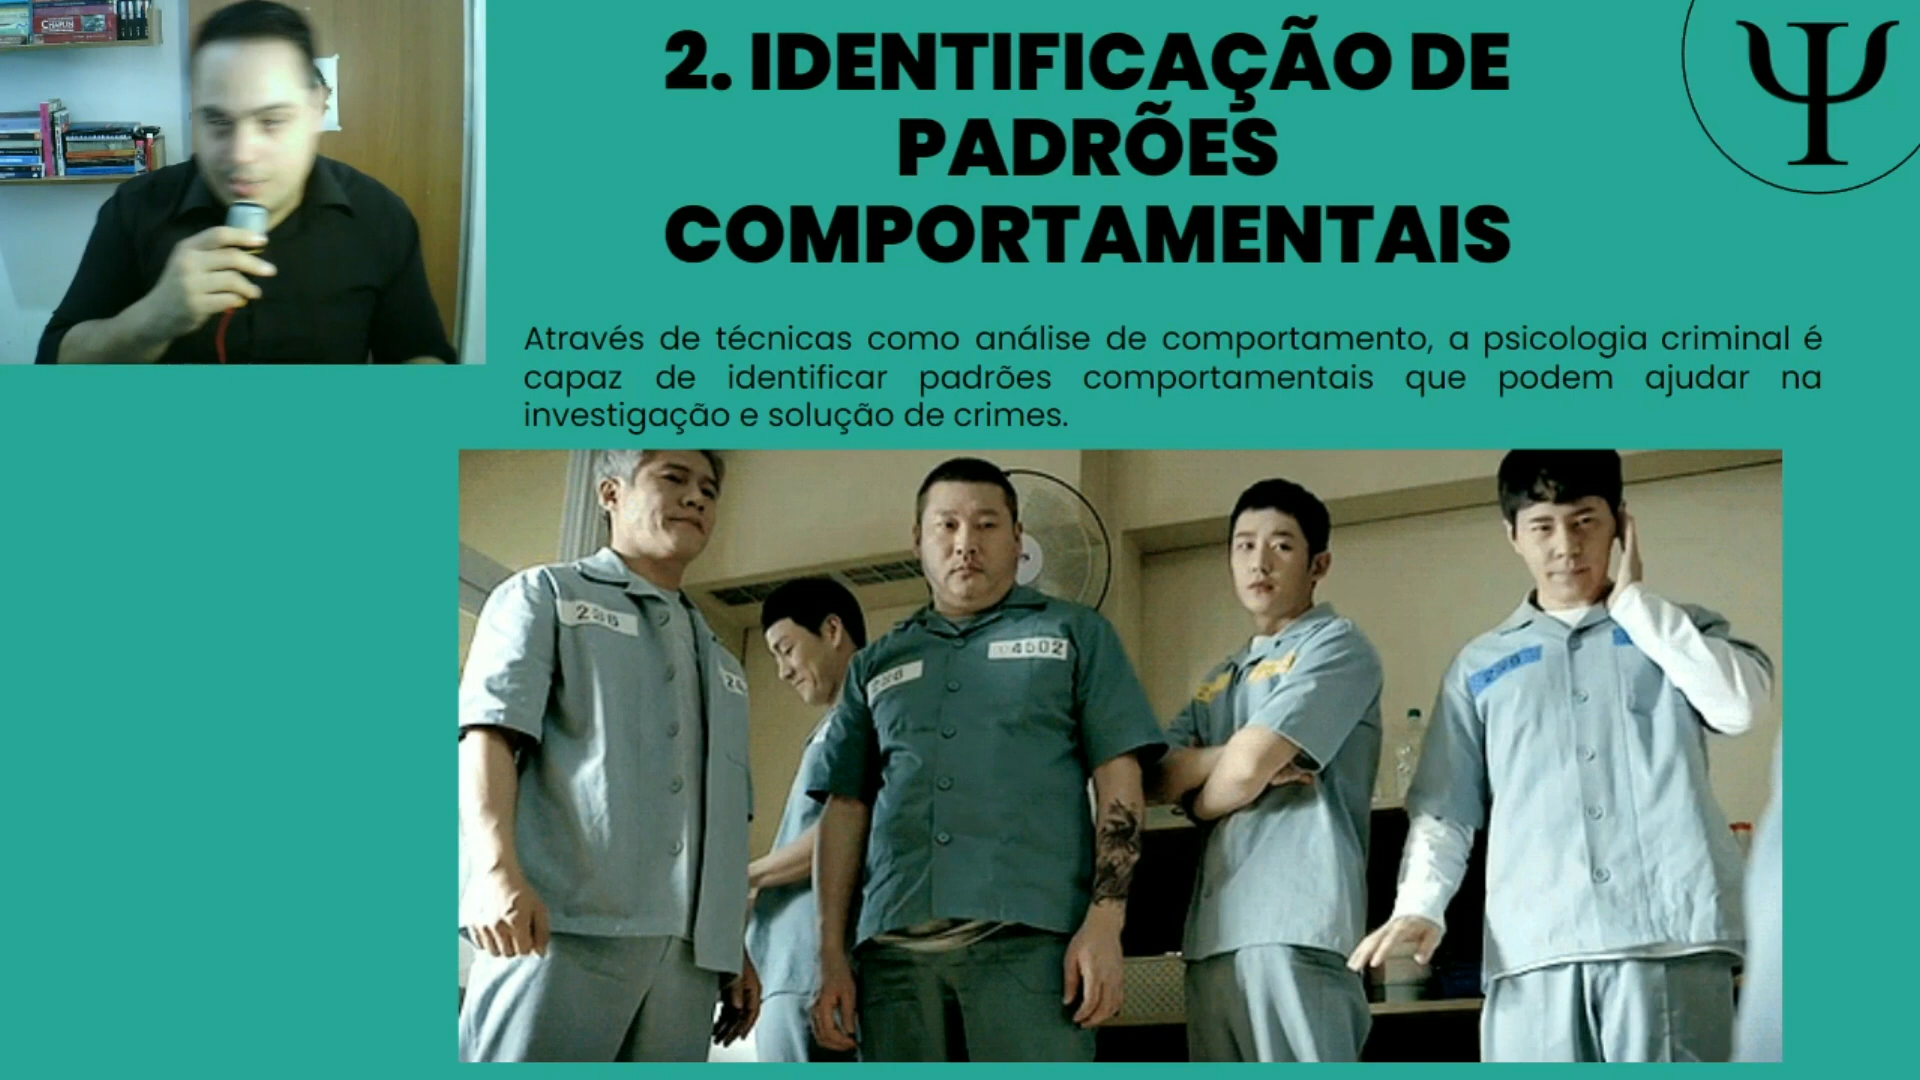 2. IDENTIFICAÇÃO DE
PADRÕES
COMPORTAMENTAIS
Através de técnicas como análise de comportamento, a psicologia criminal é
capaz de identificar padrões comportamentais que podem ajudar na
investigação e solução de crimes.
Ψ
CHAPLIN
4502